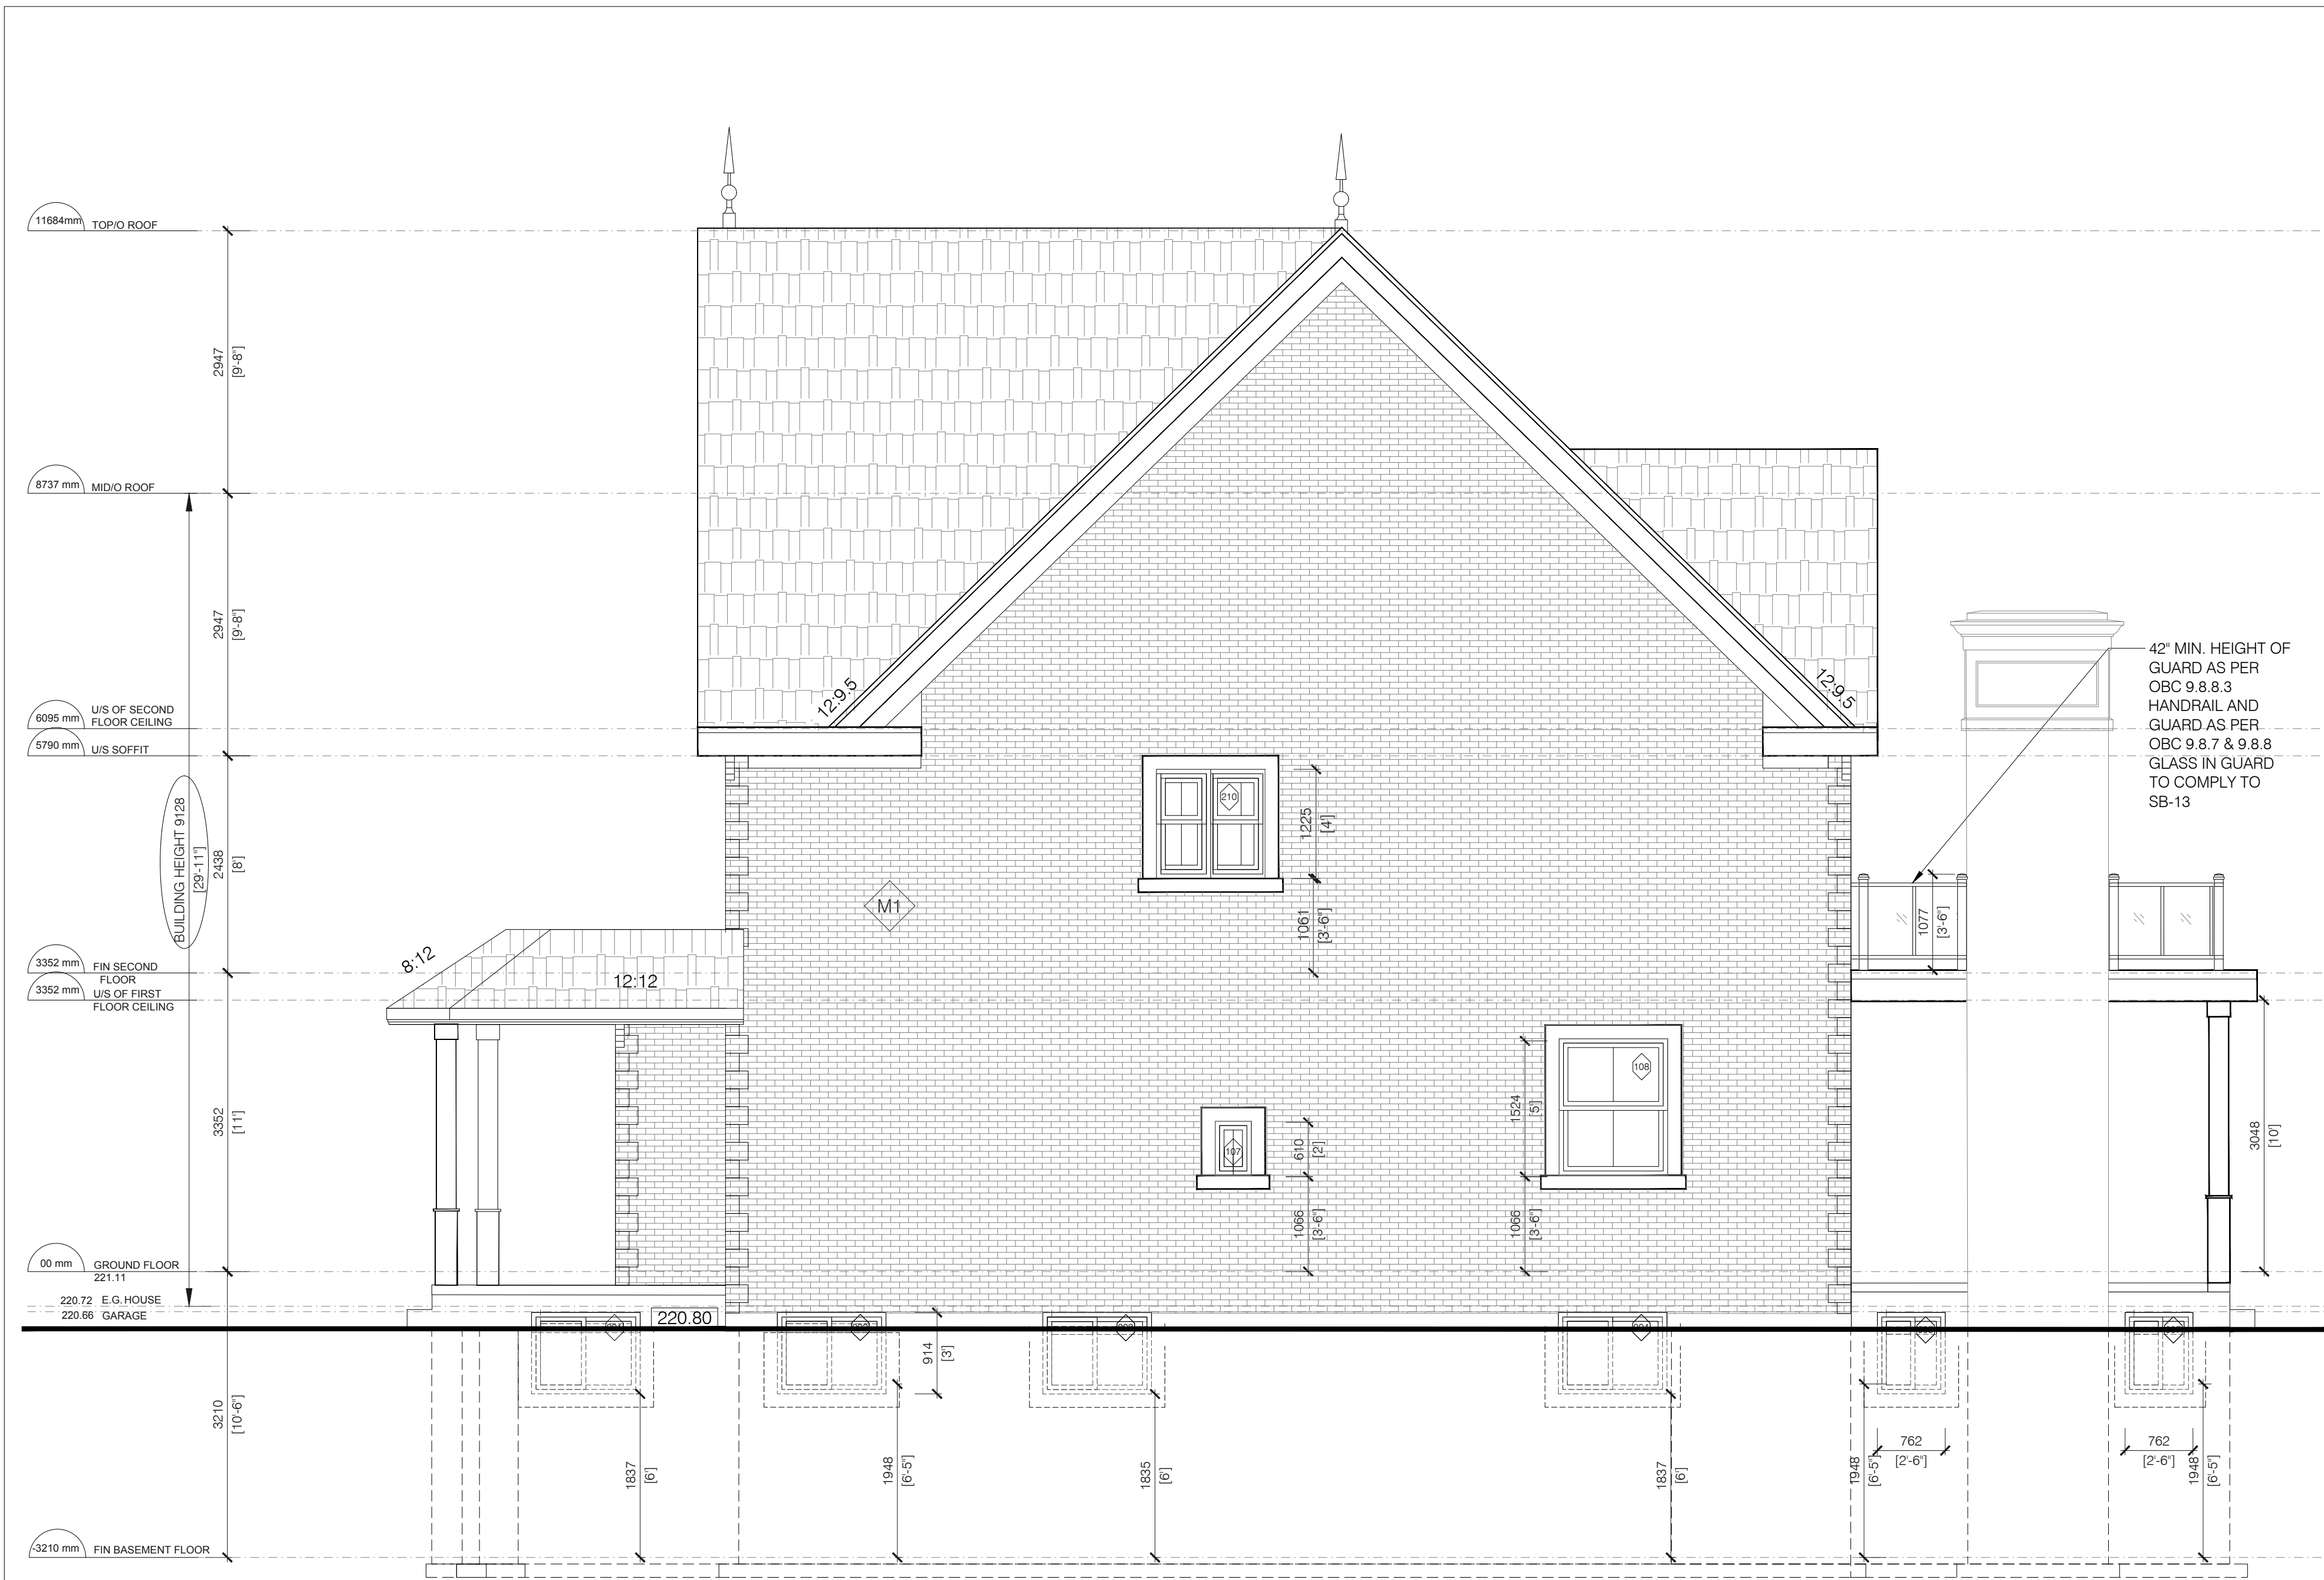 11684mm TOP/O ROOF
2947
[9'-8"]
8737 mm MID/O ROOF
2947
[9'-8"]
12:9.5
12:9.5
42" MIN. HEIGHT OF
GUARD AS PER
OBC 9.8.8.3
HANDRAIL AND
GUARD AS PER
OBC 9.8.7 & 9.8.8
GLASS IN GUARD
TO COMPLY TO
SB-13
6095 mm U/S OF SECOND
FLOOR CEILING
5790 mm U/S SOFFIT
BUILDING HEIGHT 9128
[29'-11"]
2438
[8']
210
1225
[4']
M1
1061
[3'-6"]
1077
[3'-6"]
8:12
12:12
3352 mm FIN SECOND
FLOOR
3352 mm U/S OF FIRST
FLOOR CEILING
3352
[11']
108
1524
[5']
107
610
[2']
1066
[3'-6"]
1066
[3'-6"]
3048
[10']
00 mm GROUND FLOOR
221.11
220.72 E.G. HOUSE
220.66 GARAGE
220.80
914
[3']
3210
[10'-6"]
1837
[6']
1948
[6'-5"]
1835
[6']
1837
[6']
1948
[6'-5"]
762
[2'-6"]
762
[2'-6"]
1948
[6'-5"]
-3210 mm FIN BASEMENT FLOOR